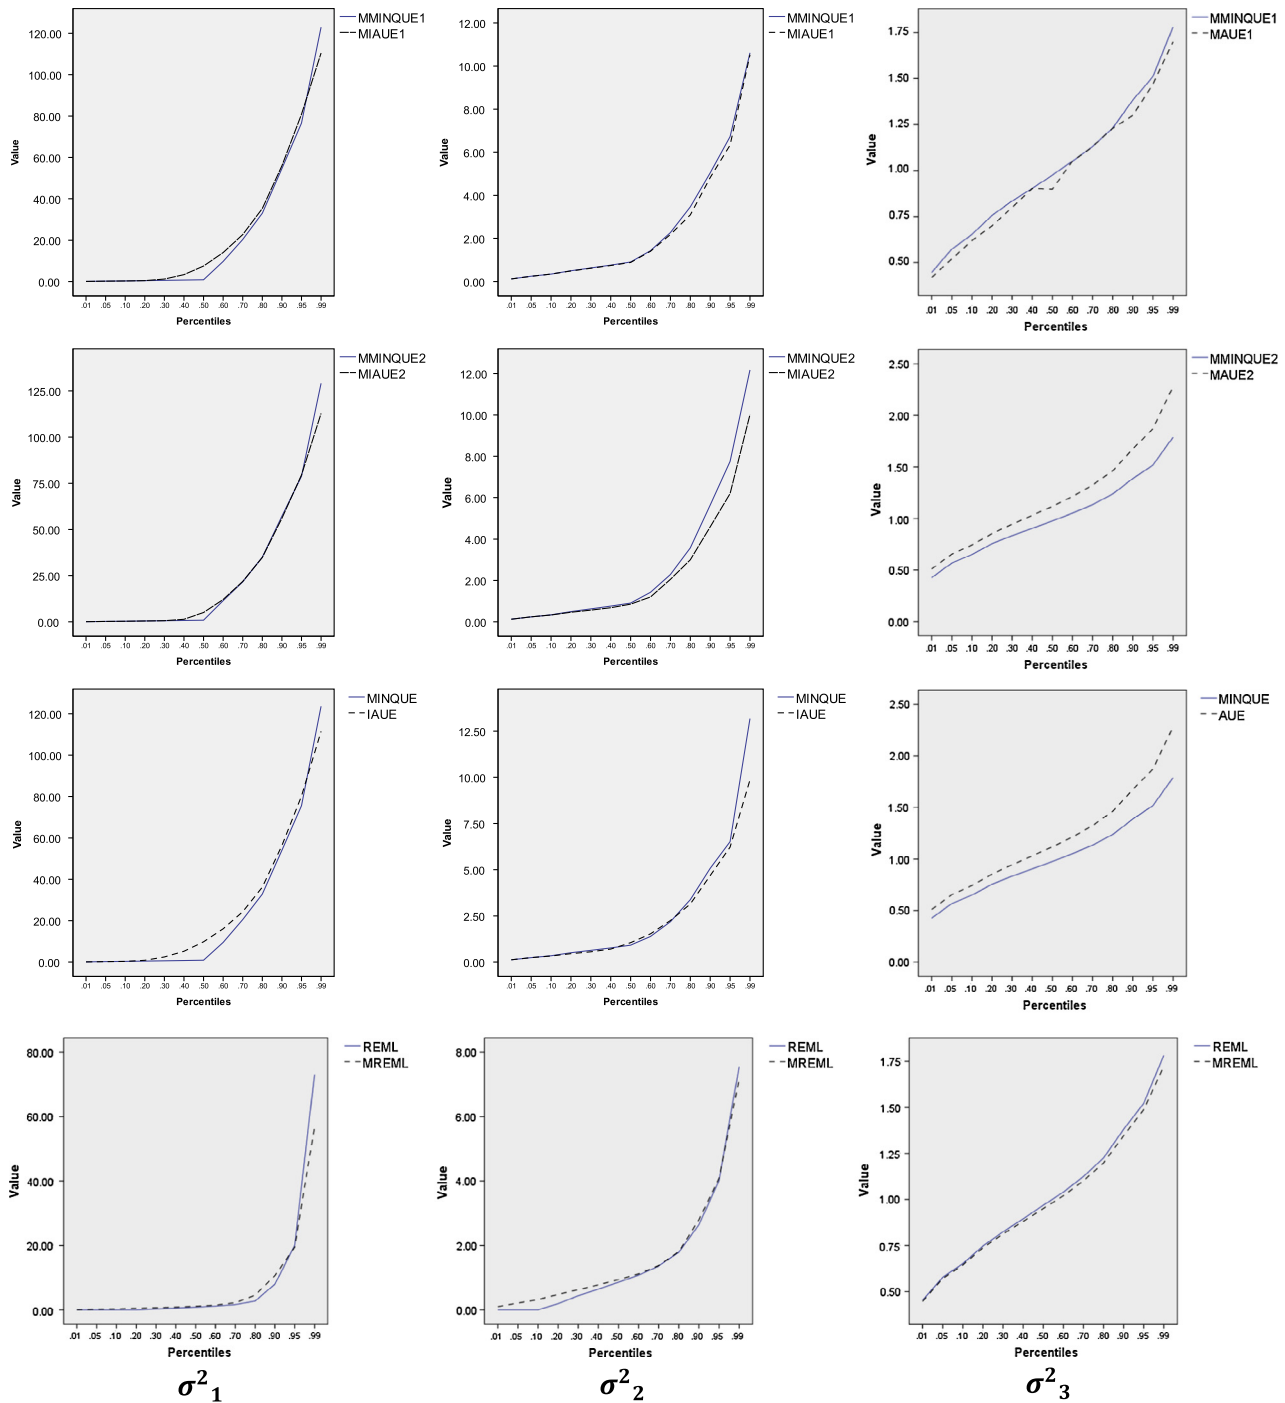 MMINQUE1
MIAUE1
Value
120.00
100.00
80.00
60.00
40.00
20.00
0.00
.01 .05 .10 .20 .30 .40 .50 .60 .70 .80 .90 .95 .99
Percentiles
MMINQUE1
MIAUE1
Value
12.00
10.00
8.00
6.00
4.00
2.00
0.00
.01 .05 .10 .20 .30 .40 .50 .60 .70 .80 .90 .95 .99
Percentiles
MMINQUE1
MAUE1
Value
1.75
1.50
1.25
1.00
0.75
0.50
.01 .05 .10 .20 .30 .40 .50 .60 .70 .80 .90 .95 .99
Percentiles
MMINQUE2
MIAUE2
Value
125.00
100.00
75.00
50.00
25.00
0.00
.01 .05 .10 .20 .30 .40 .50 .60 .70 .80 .90 .95 .99
Percentiles
MMINQUE2
MIAUE2
Value
12.00
10.00
8.00
6.00
4.00
2.00
0.00
.01 .05 .10 .20 .30 .40 .50 .60 .70 .80 .90 .95 .99
Percentiles
MMINQUE2
MAUE2
Value
2.50
2.00
1.50
1.00
0.50
0.00
.01 .05 .10 .20 .30 .40 .50 .60 .70 .80 .90 .95 .99
Percentiles
MINQUE
IAUE
Value
120.00
100.00
80.00
60.00
40.00
20.00
0.00
.01 .05 .10 .20 .30 .40 .50 .60 .70 .80 .90 .95 .99
Percentiles
MINQUE
IAUE
Value
12.50
10.00
7.50
5.00
2.50
0.00
.01 .05 .10 .20 .30 .40 .50 .60 .70 .80 .90 .95 .99
Percentiles
MINQUE
AUE
Value
2.50
2.00
1.50
1.00
0.50
0.00
.01 .05 .10 .20 .30 .40 .50 .60 .70 .80 .90 .95 .99
Percentiles
REML
MREML
Value
80.00
60.00
40.00
20.00
0.00
.01 .05 .10 .20 .30 .40 .50 .60 .70 .80 .90 .95 .99
Percentiles
REML
MREML
Value
8.00
6.00
4.00
2.00
0.00
.01 .05 .10 .20 .30 .40 .50 .60 .70 .80 .90 .95 .99
Percentiles
REML
MREML
Value
1.75
1.50
1.25
1.00
0.75
0.50
.01 .05 .10 .20 .30 .40 .50 .60 .70 .80 .90 .95 .99
Percentiles
σ²₁
σ²₂
σ²₃